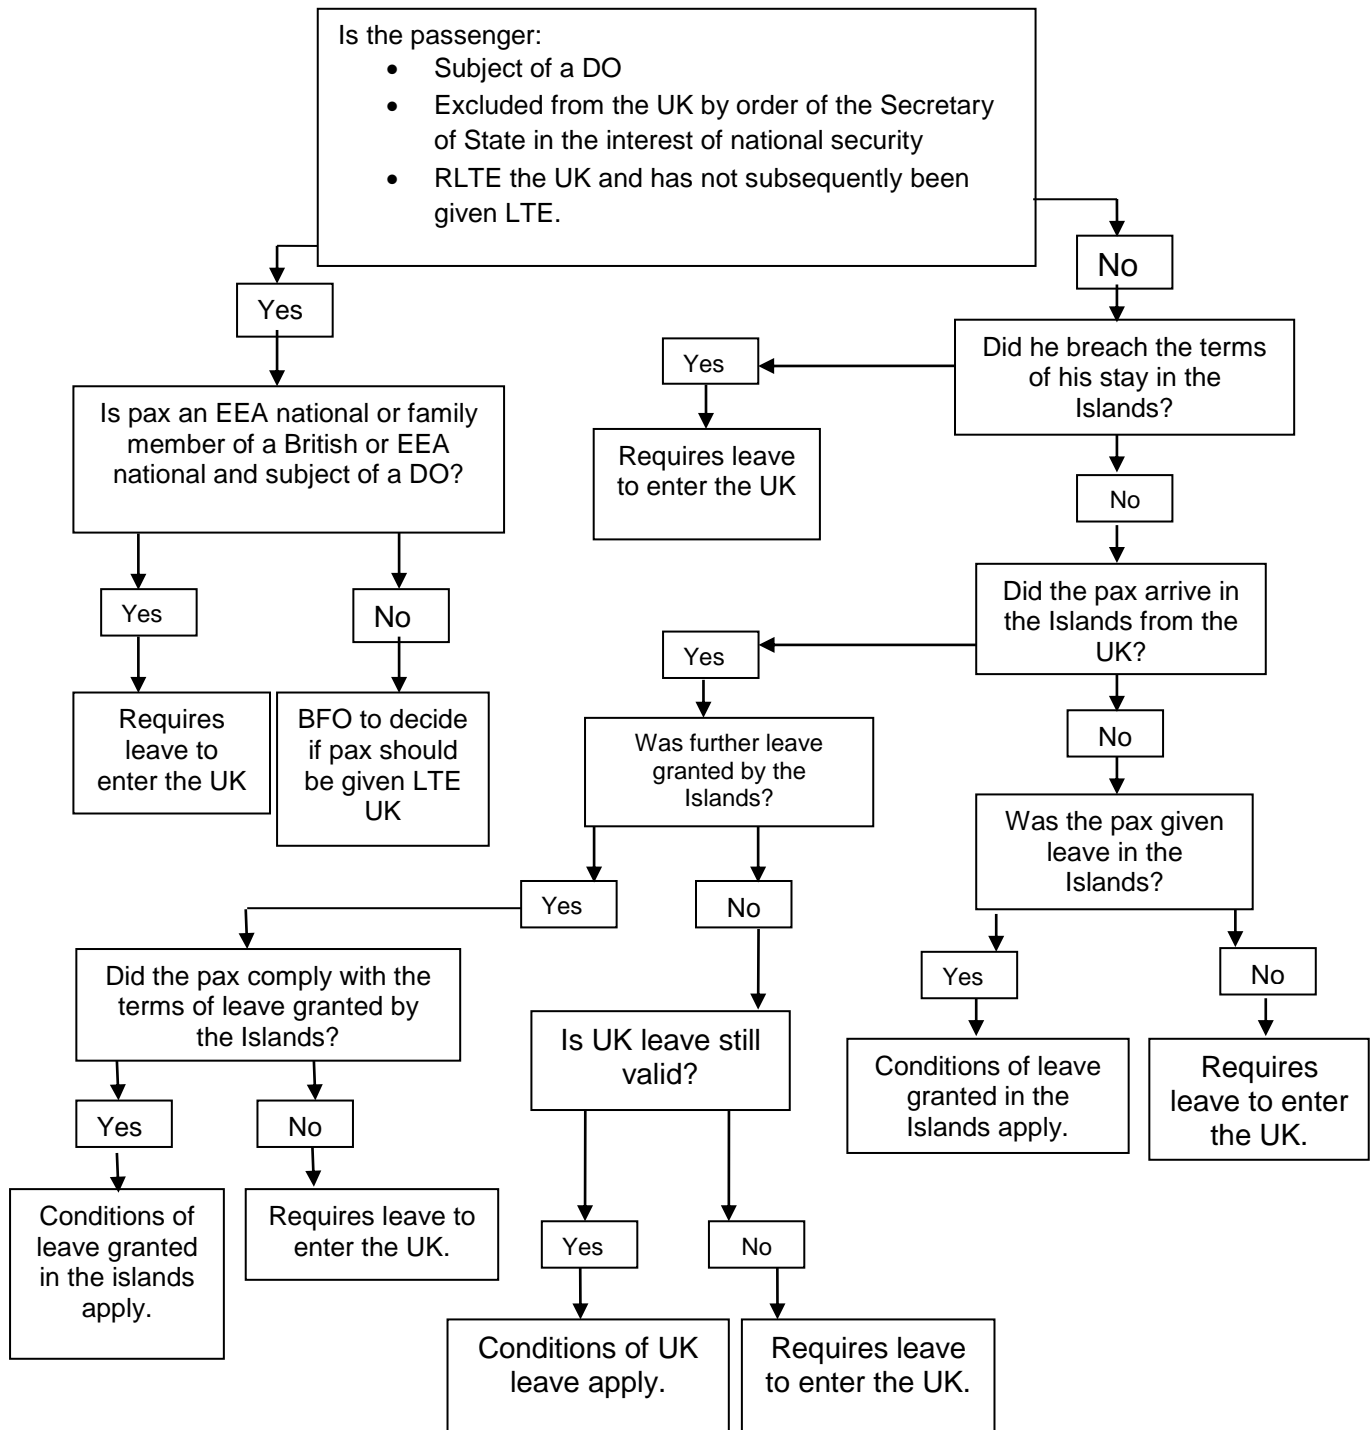 Is the passenger:
• Subject of a DO
• Excluded from the UK by order of the Secretary
of State in the interest of national security
• RLTE the UK and has not subsequently been
given LTE.
Yes
No
Is pax an EEA national or family
member of a British or EEA
national and subject of a DO?
Yes
Did he breach the terms
of his stay in the
Islands?
Requires leave
to enter the UK
No
Yes
No
Did the pax arrive in
the Islands from the
UK?
Yes
Requires
leave to
enter the UK
BFO to decide
if pax should
be given LTE
UK
Was further leave
granted by the
Islands?
No
Was the pax given
leave in the
Islands?
Yes
No
Yes
No
Did the pax comply with the
terms of leave granted by
the Islands?
Is UK leave still
valid?
Conditions of leave
granted in the
Islands apply.
Requires
leave to enter
the UK.
Yes
No
Conditions of
leave granted
in the islands
apply.
Requires leave to
enter the UK.
Yes
No
Conditions of UK
leave apply.
Requires leave
to enter the UK.